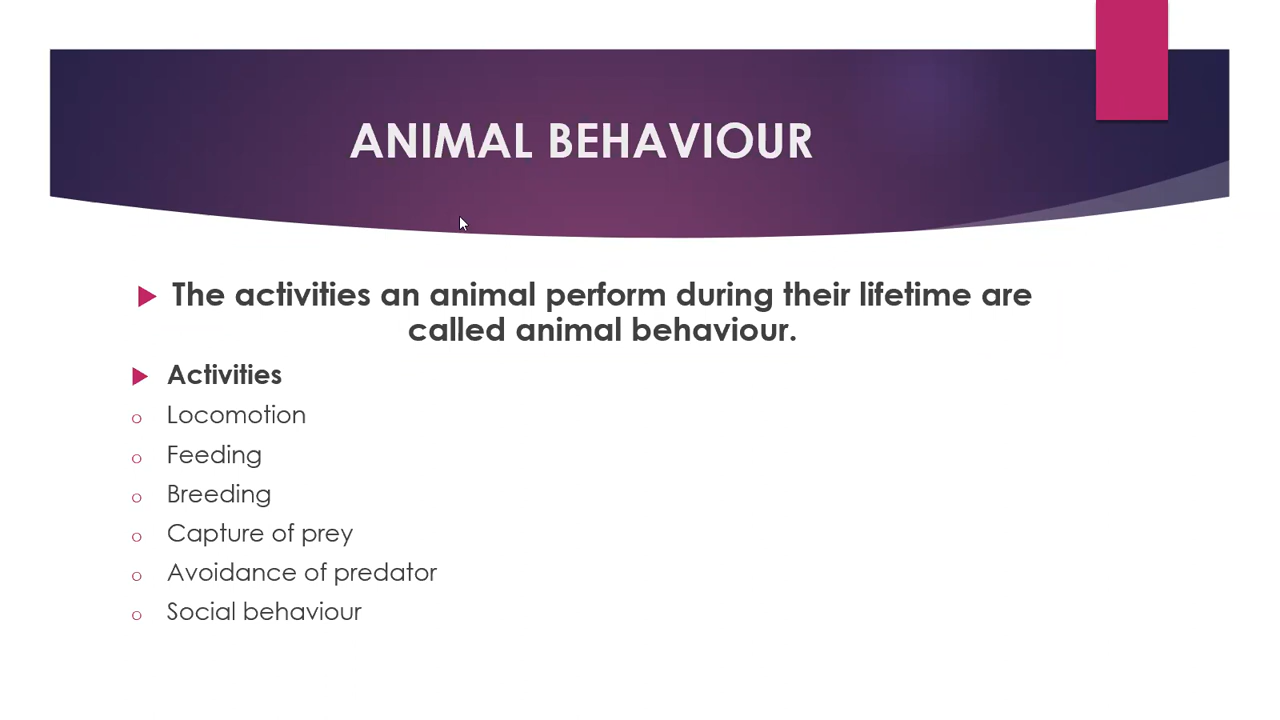 ANIMAL BEHAVIOUR
The activities an animal perform during their lifetime are
called animal behaviour.
Activities
Locomotion
Feeding
Breeding
Capture of prey
Avoidance of predator
Social behaviour